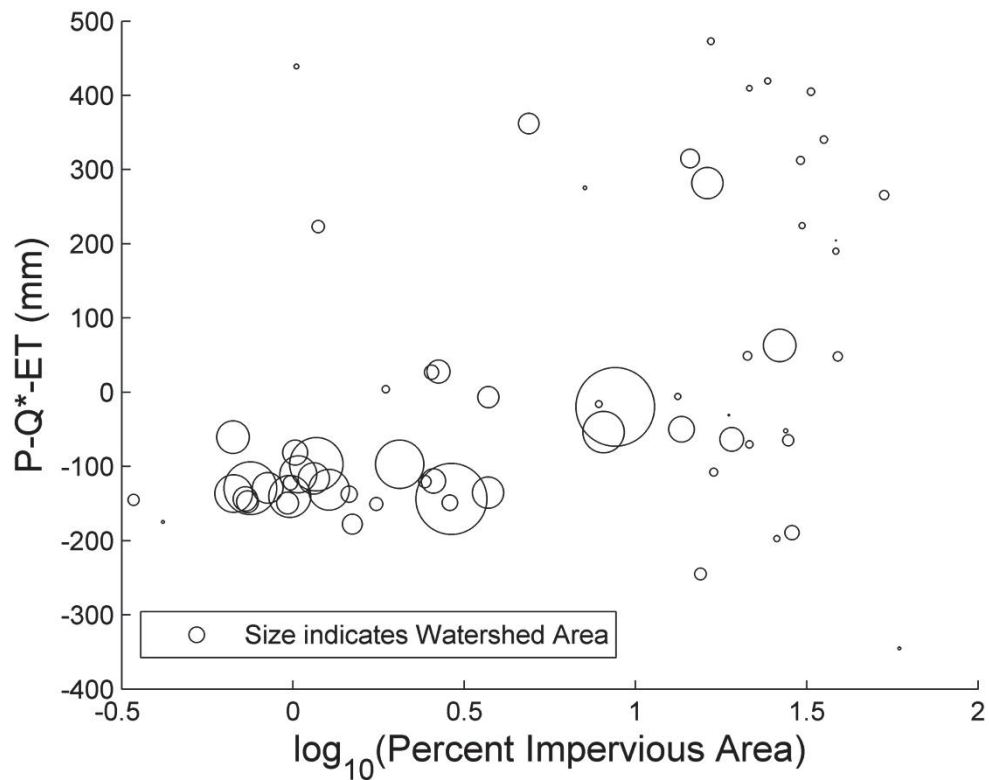 500
400
300
200
100
0
-100
-200
-300
-400
P-Q*-ET (mm)
Size indicates Watershed Area
-0.5 0 0.5 1 1.5 2
log10(Percent Impervious Area)